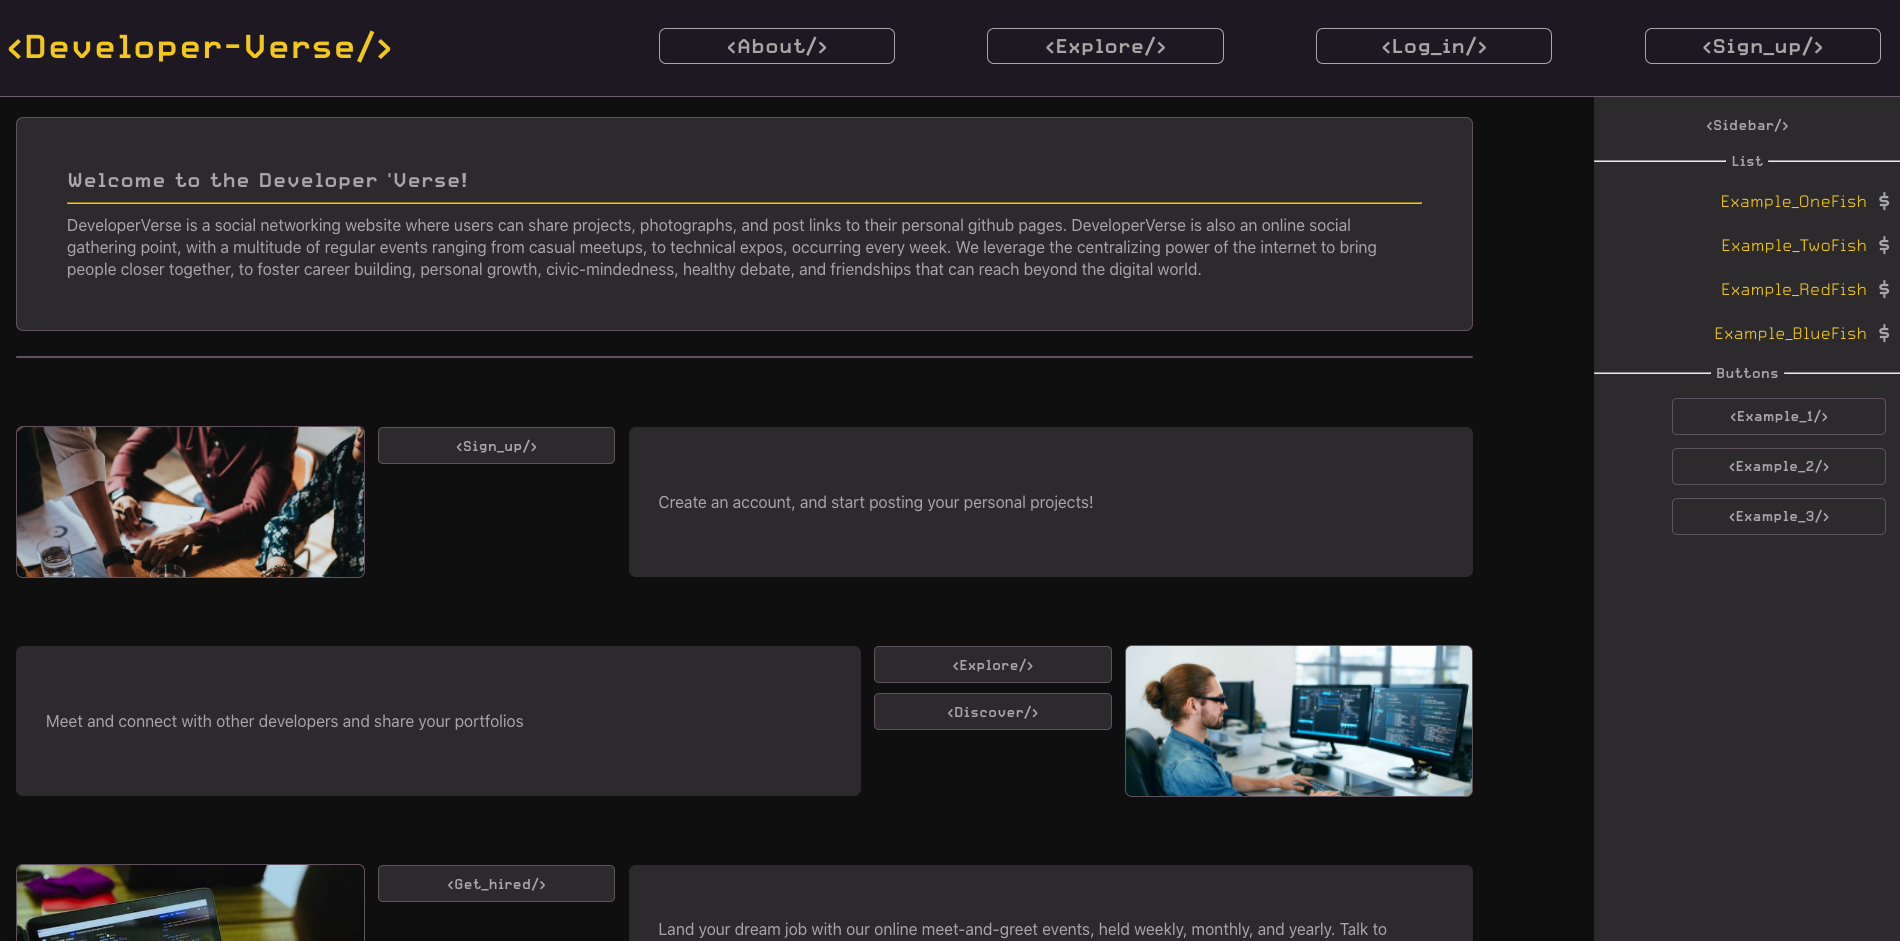 <Developer-Verse/>
<About/>
<Explore/>
<Log_in/>
<Sign_up/>
Welcome to the Developer 'Verse!
DeveloperVerse is a social networking website where users can share projects, photographs, and post links to their personal github pages. DeveloperVerse is also an online social
gathering point, with a multitude of regular events ranging from casual meetups, to technical expos, occurring every week. We leverage the centralizing power of the internet to bring
people closer together, to foster career building, personal growth, civic-mindedness, healthy debate, and friendships that can reach beyond the digital world.
<Sign_up/>
Create an account, and start posting your personal projects!
Meet and connect with other developers and share your portfolios
<Explore/>
<Discover/>
<Get_hired/>
Land your dream job with our online meet-and-greet events, held weekly, monthly, and yearly. Talk to
<Sidebar/>
List
Example_OneFish $
Example_TwoFish $
Example_RedFish $
Example_BlueFish $
Buttons
<Example_1/>
<Example_2/>
<Example_3/>